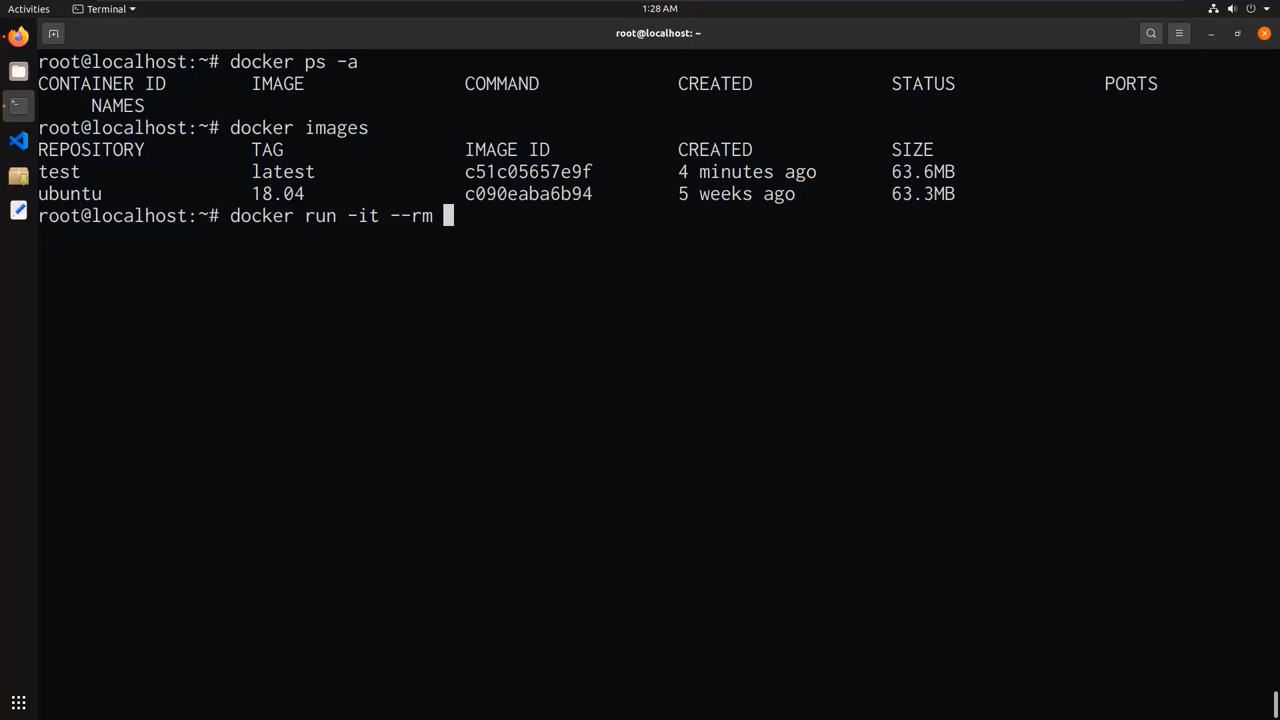 Activities Terminal 1:28 AM
root@localhost: ~
root@localhost:~# docker ps -a
CONTAINER ID IMAGE COMMAND CREATED STATUS PORTS
NAMES
root@localhost:~# docker images
REPOSITORY TAG IMAGE ID CREATED SIZE
test latest c51c05657e9f 4 minutes ago 63.6MB
ubuntu 18.04 c090eaba6b94 5 weeks ago 63.3MB
root@localhost:~# docker run -it --rm